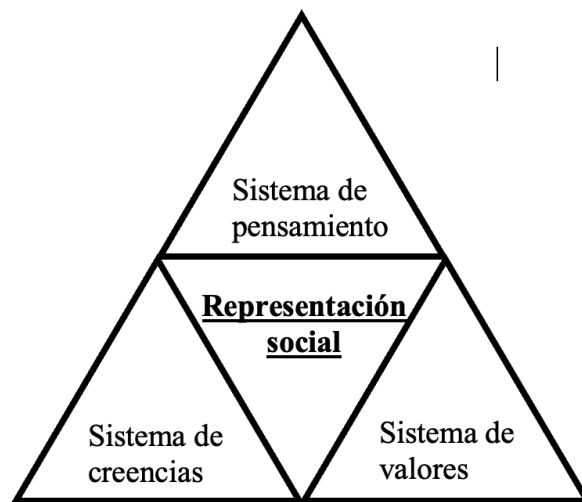 Sistema de
pensamiento
Representación
social
Sistema de
creencias
Sistema de
valores